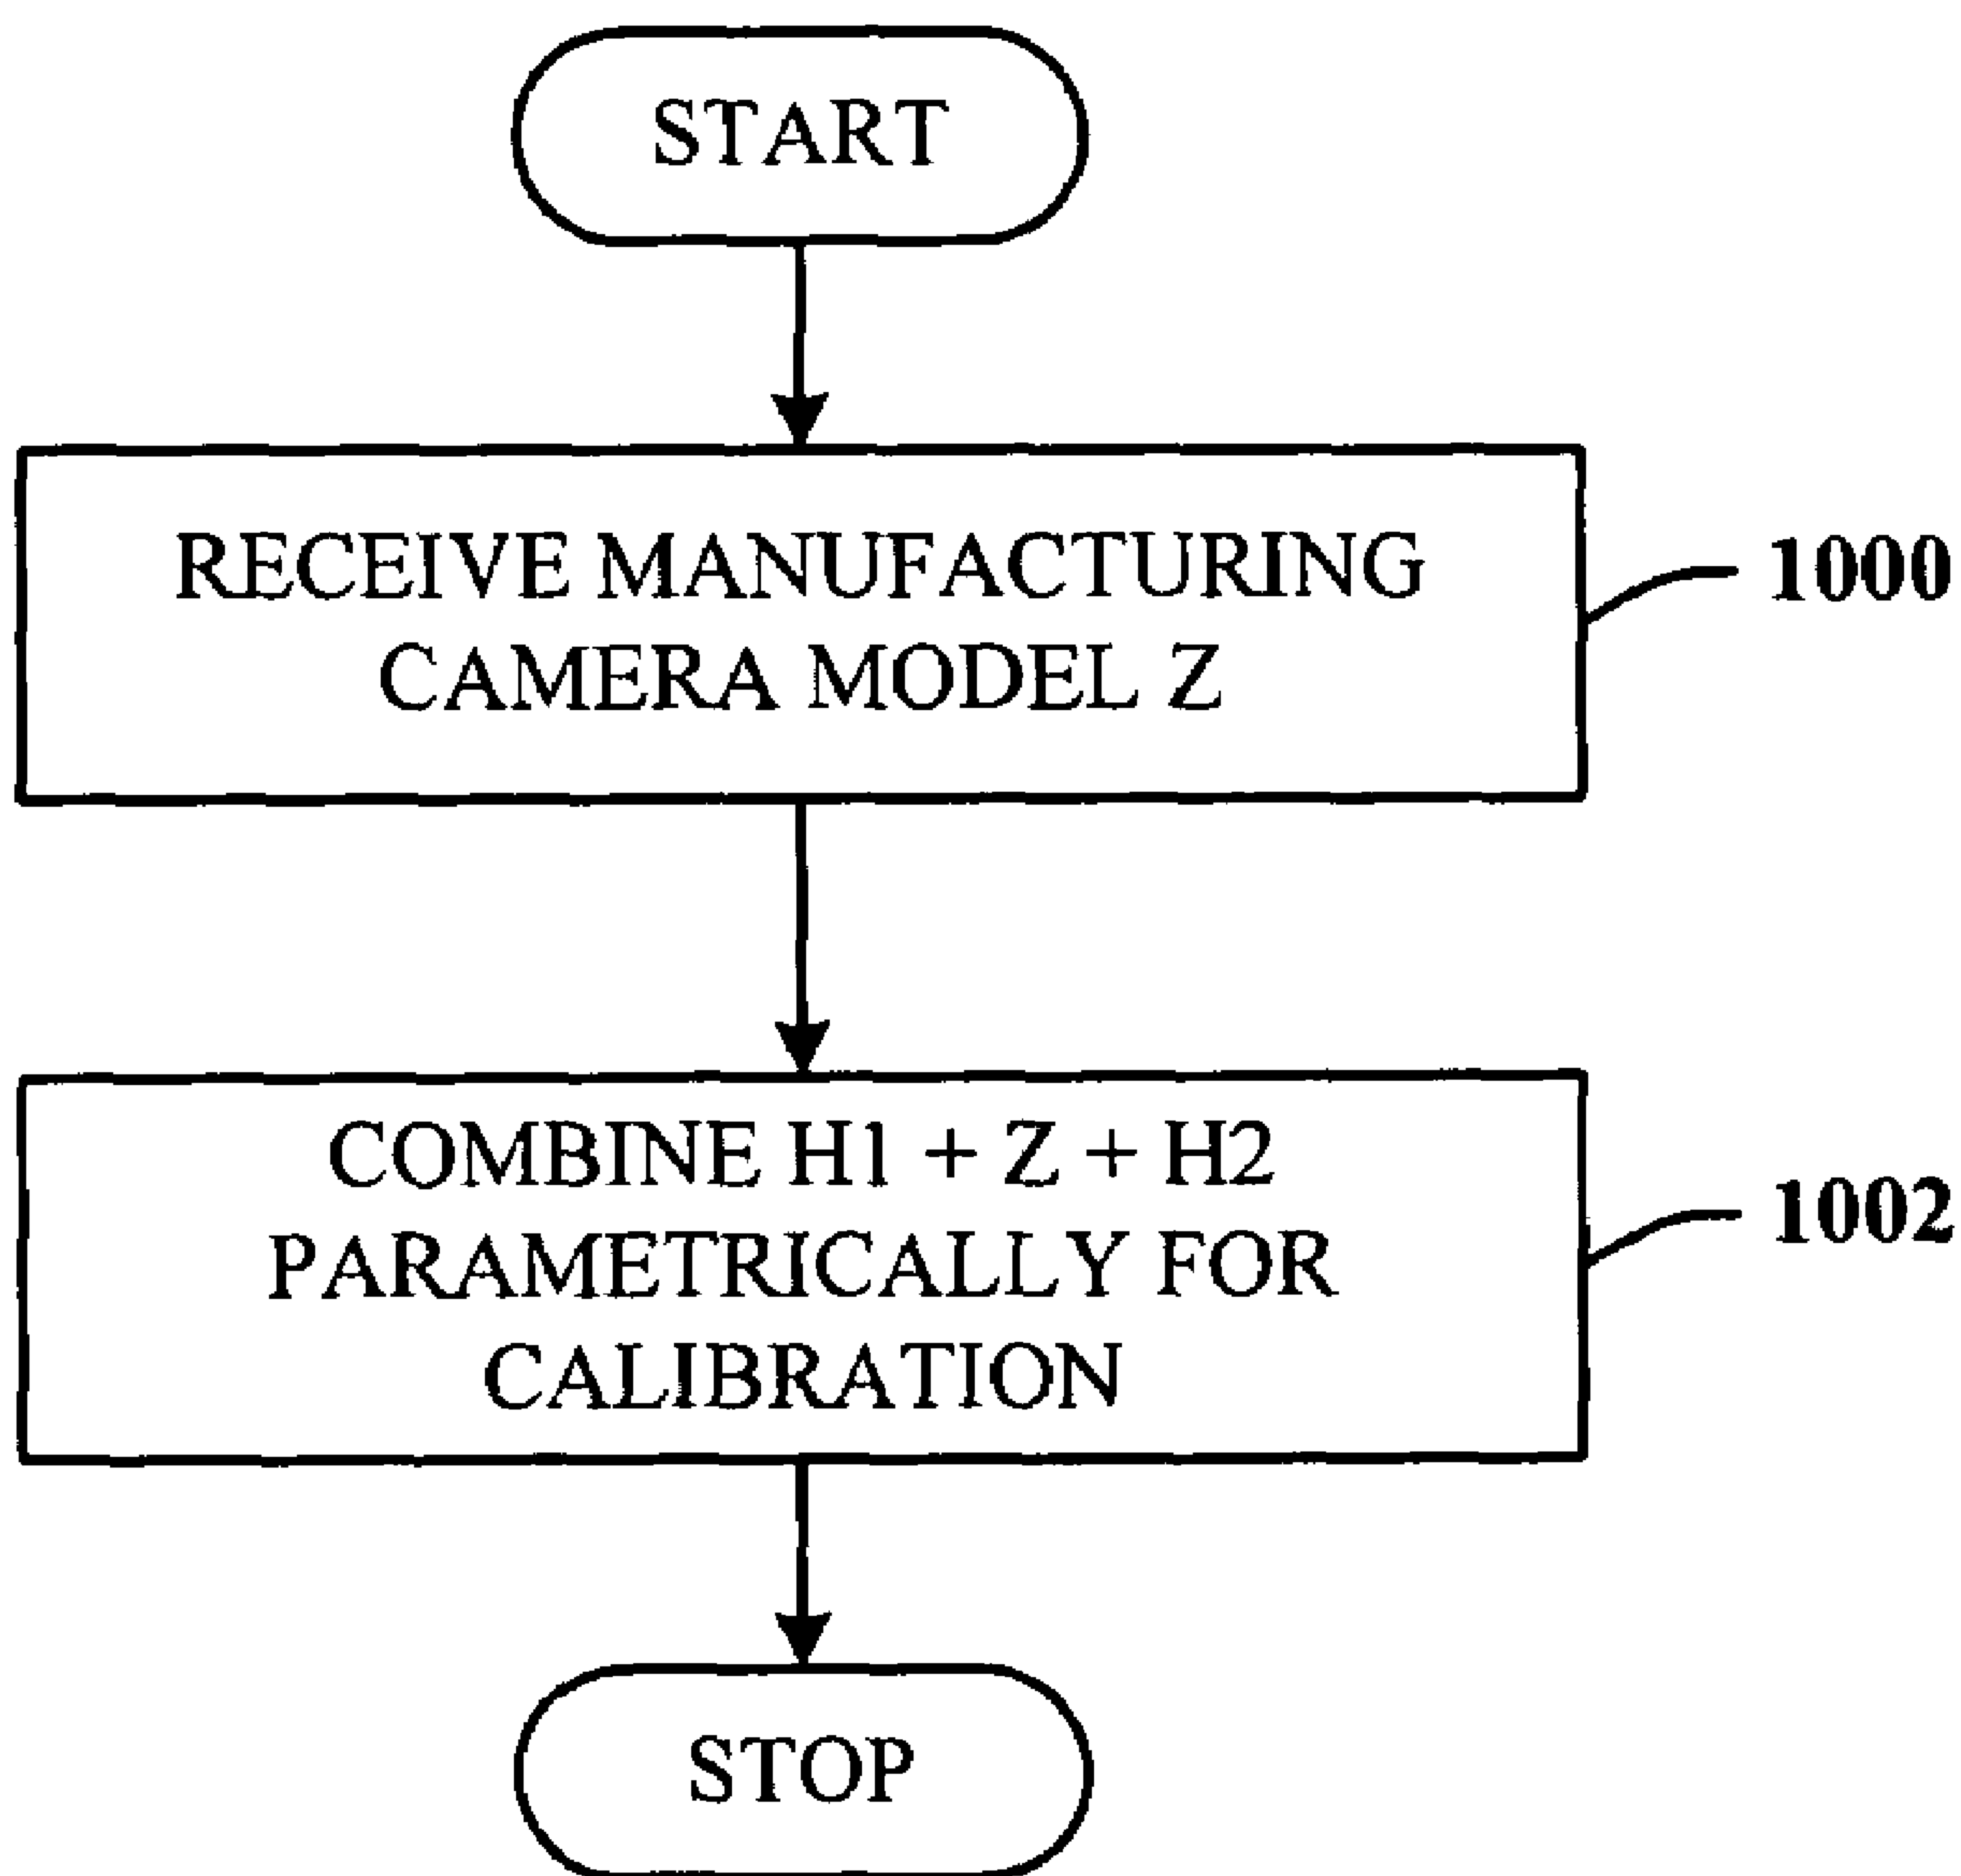 START
RECEIVE MANUFACTURING
CAMERA MODEL Z
1000
COMBINE H1 + Z + H2
PARAMETRICALLY FOR
CALIBRATION
1002
STOP